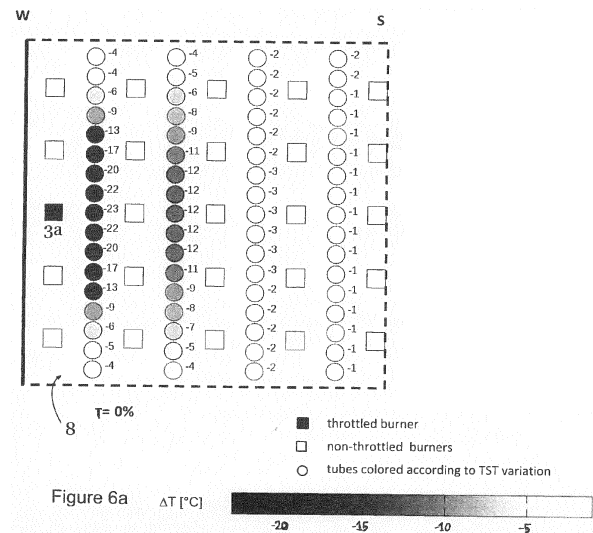 W S
-4 -4 -2 -2
-4 -5 -2 -2
-6 -6 -2 -1
-9 -8 -2 -1
-13 -9 -2 -1
-17 -11 -2 -1
-20 -12 -3 -1
-22 -12 -3 -1
-23 -12 -3 -1
3a
-22 -12 -3 -1
-20 -12 -3 -1
-17 -11 -3 -1
-13 -9 -2 -1
-9 -8 -2 -1
-6 -7 -2 -1
-5 -5 -2 -1
-4 -4 -2 -1
8
T= 0%
throttled burner
non-throttled burners
tubes colored according to TST variation
Figure 6a
ΔT [°C]
-20 -15 -10 -5